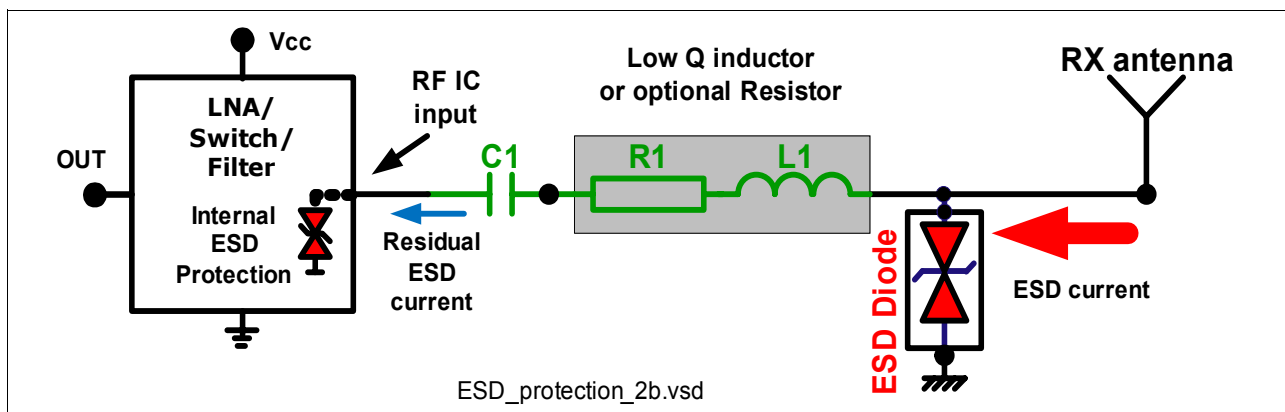 Vcc
LNA/
Switch/
Filter
OUT
Internal
ESD
Protection
RF IC
input
Residual
ESD
current
C1
Low Q inductor
or optional Resistor
R1
L1
RX antenna
ESD Diode
ESD current
ESD_protection_2b.vsd